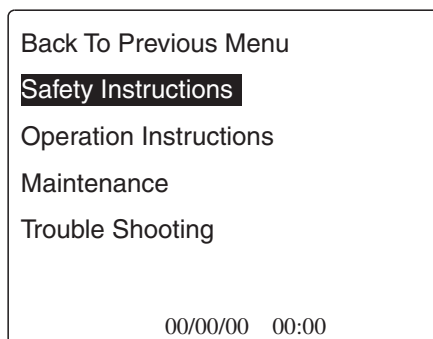 Back To Previous Menu
Safety Instructions
Operation Instructions
Maintenance
Trouble Shooting
00/00/00 00:00